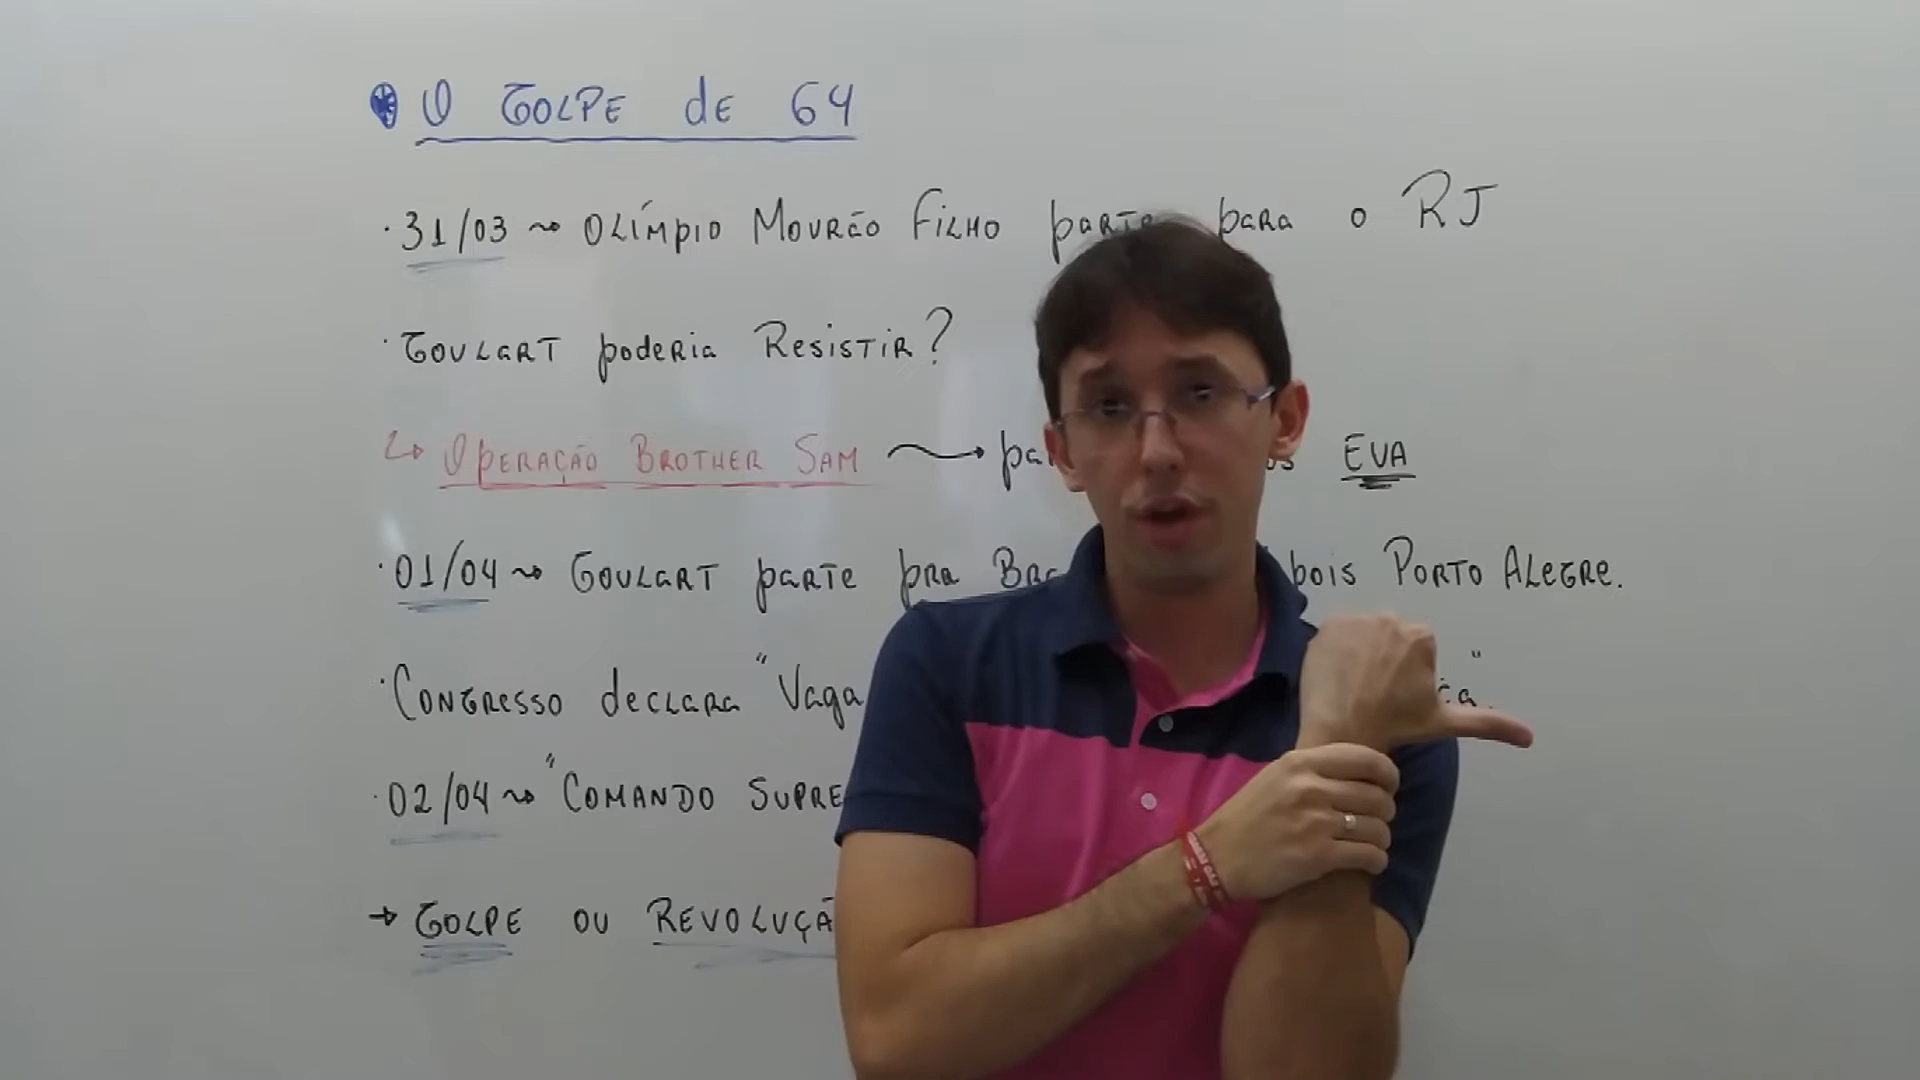 O GOLPE de 64
· 31/03 ~> OLÍMPIO MOURÃO FILHO parte para o RJ
· GOULART poderia Resistir?
↳ OPERAÇÃO BROTHER SAM → EVA
· 01/04 ~> GOULART parte pra PORTO ALEGRE.
· CONGRESSO declara "Vaga
· 02/04 ~> "COMANDO SUPRE
→ GOLPE ou REVOLUÇÃ